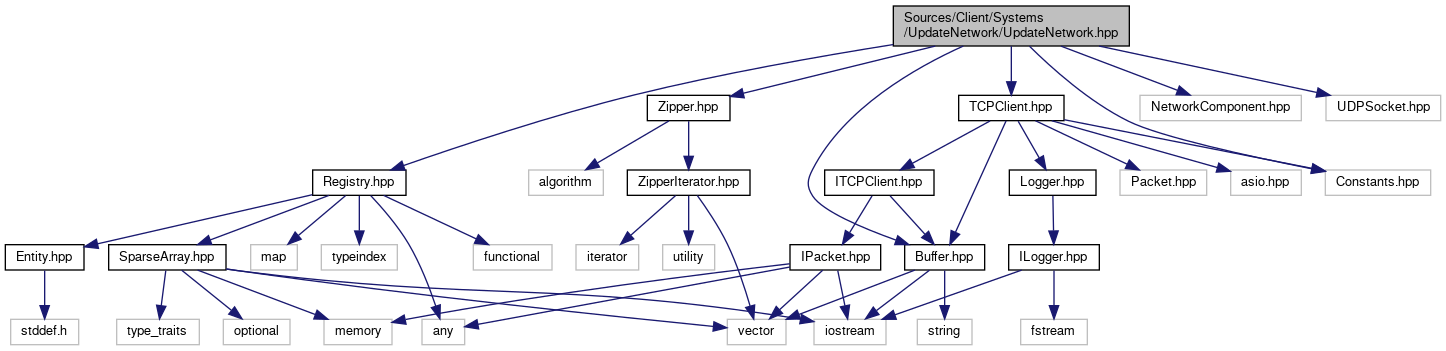 Sources/Client/Systems
/UpdateNetwork/UpdateNetwork.hpp
Zipper.hpp
TCPClient.hpp
NetworkComponent.hpp
UDPSocket.hpp
Registry.hpp
algorithm
ZipperIterator.hpp
ITCPClient.hpp
Logger.hpp
Packet.hpp
asio.hpp
Constants.hpp
Entity.hpp
SparseArray.hpp
map
typeindex
functional
iterator
utility
IPacket.hpp
Buffer.hpp
ILogger.hpp
stddef.h
type_traits
optional
memory
any
vector
iostream
string
fstream